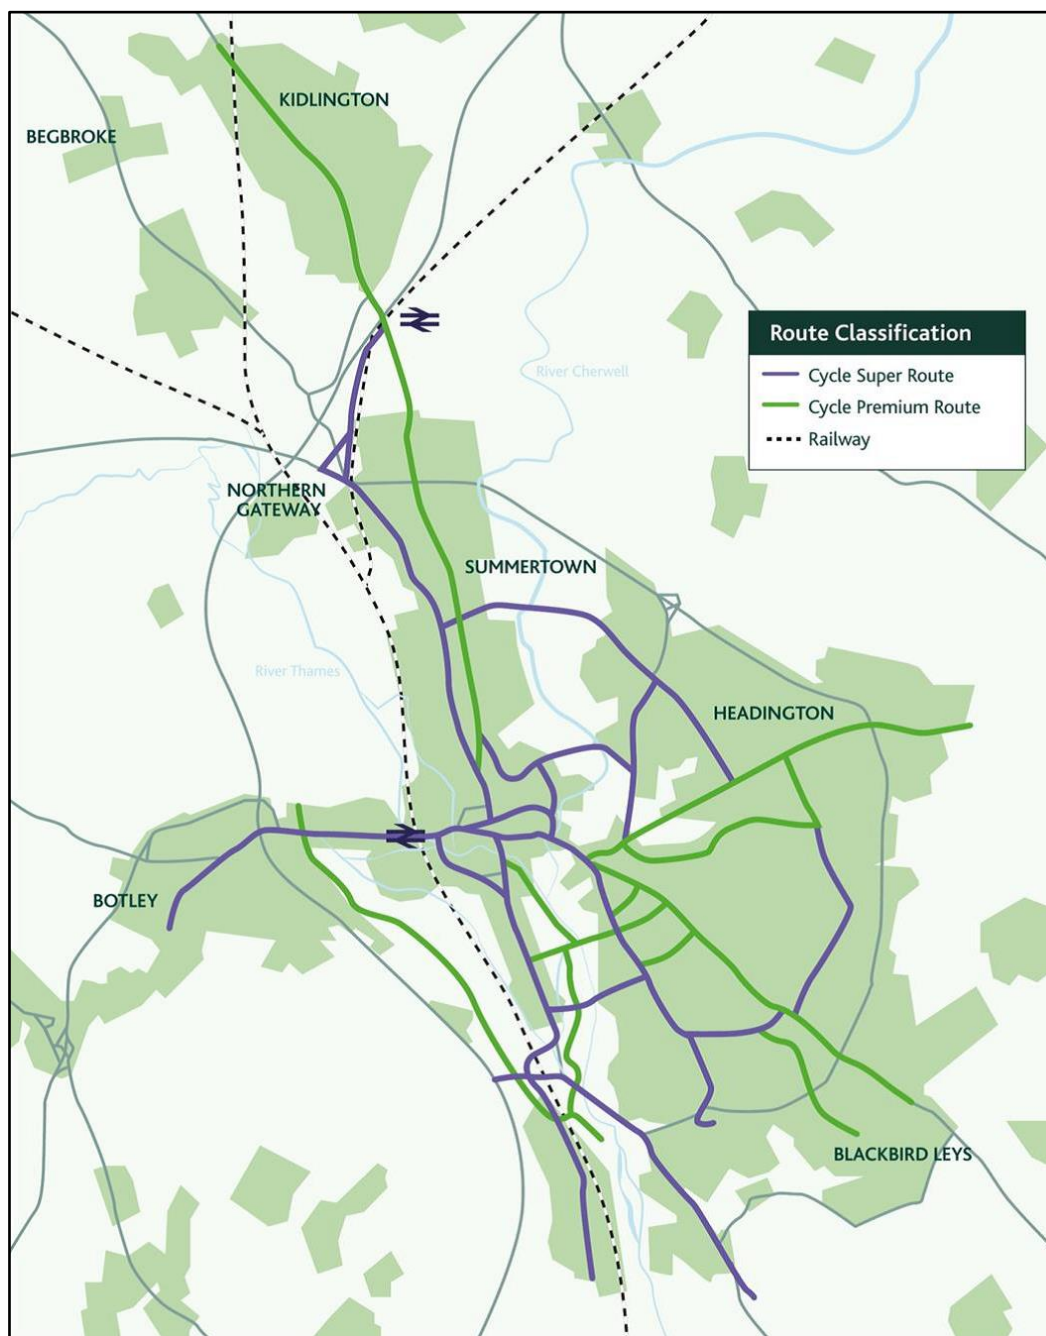 KIDLINGTON
BEGBROKE
River Cherwell
Route Classification
Cycle Super Route
Cycle Premium Route
Railway
NORTHERN
GATEWAY
SUMMERTOWN
River Thames
HEADINGTON
BOTLEY
BLACKBIRD LEYS